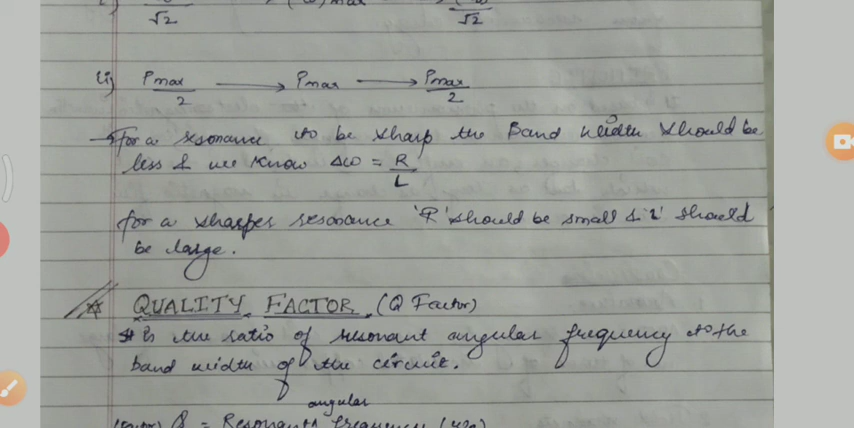 √2 √2
ii) Pmax/2 → Pmax → Pmax/2
→ For a resonance to be sharp the Band width should be
less & we know Δω = R/L
for a sharper resonance 'R' should be small & 'L' should
be large.
* QUALITY FACTOR (Q Factor)
It is the ratio of resonant angular frequency to the
band width of the circuit.
angular
Q = Resonant frequency